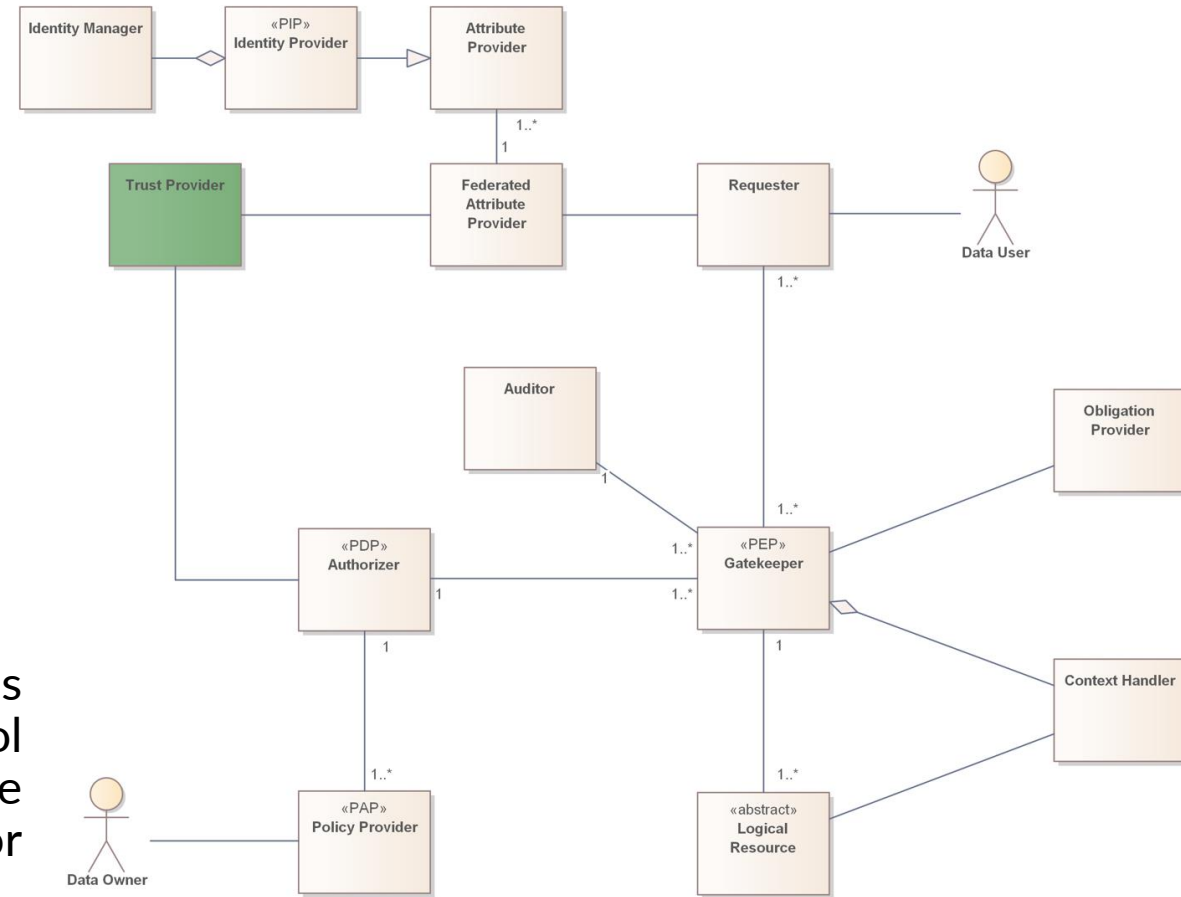 Identity Manager
«PIP»
Identity Provider
Attribute
Provider
1..*
1
Trust Provider
Federated
Attribute
Provider
Requester
Data User
1..*
Auditor
1
Obligation
Provider
1..*
1..*
«PDP»
Authorizer
1
1..*
«PEP»
Gatekeeper
1
1
Context Handler
s
ol
e
or
1..*
1..*
«PAP»
Policy Provider
«abstract»
Logical
Resource
Data Owner